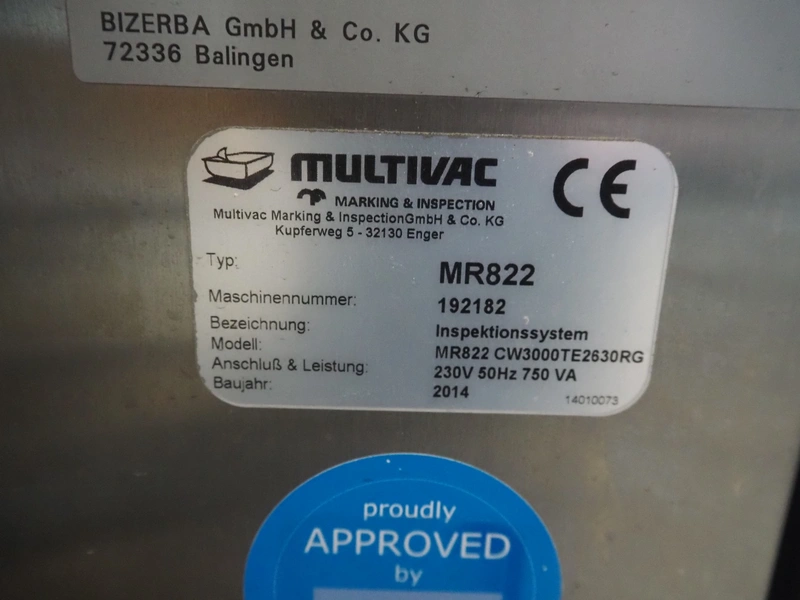 BIZERBA GmbH & Co. KG
72336 Balingen
MULTIVAC
MARKING & INSPECTION
CE
Multivac Marking & InspectionGmbH & Co. KG
Kupferweg 5 - 32130 Enger
Typ: MR822
Maschinennummer: 192182
Bezeichnung: Inspektionssystem
Modell: MR822 CW3000TE2630RG
Anschluß & Leistung: 230V 50Hz 750 VA
Baujahr: 2014
14010073
proudly
APPROVED
by